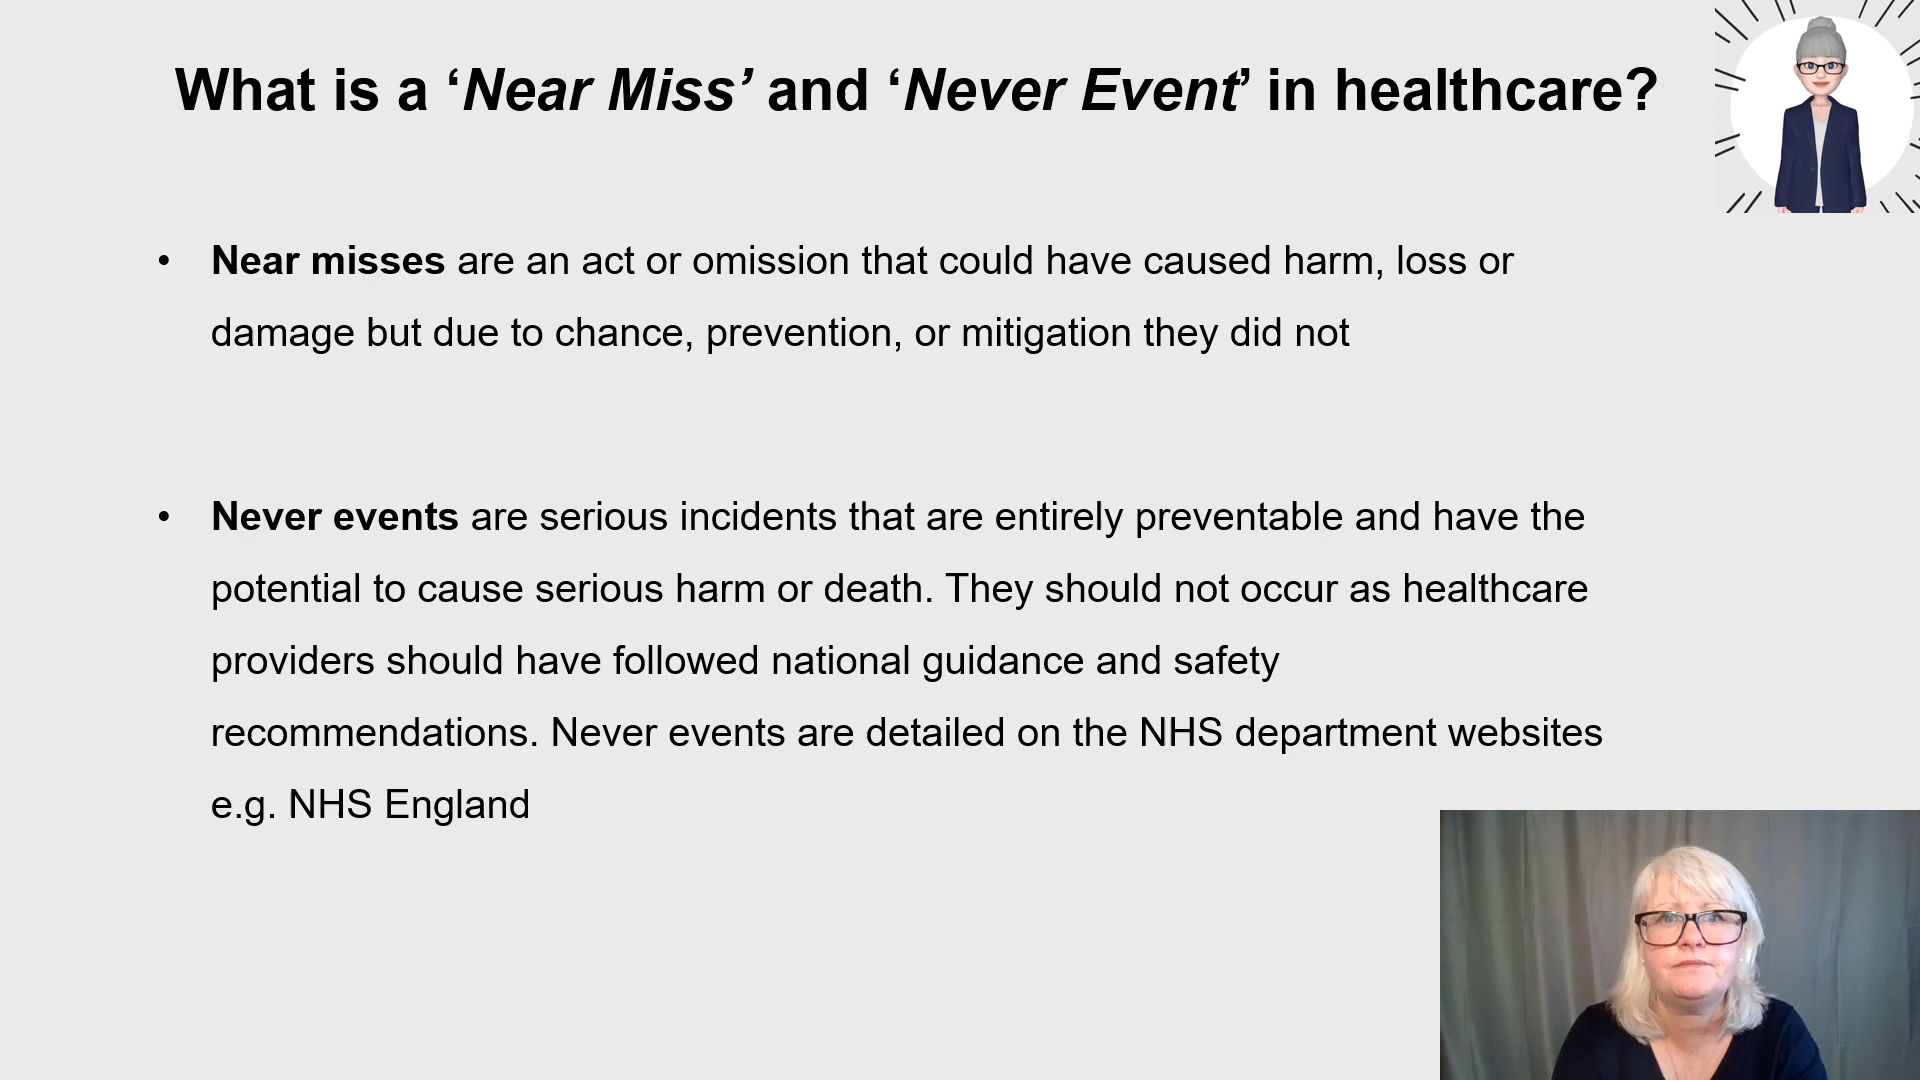 What is a ‘Near Miss’ and ‘Never Event’ in healthcare?
• Near misses are an act or omission that could have caused harm, loss or
damage but due to chance, prevention, or mitigation they did not
• Never events are serious incidents that are entirely preventable and have the
potential to cause serious harm or death. They should not occur as healthcare
providers should have followed national guidance and safety
recommendations. Never events are detailed on the NHS department websites
e.g. NHS England